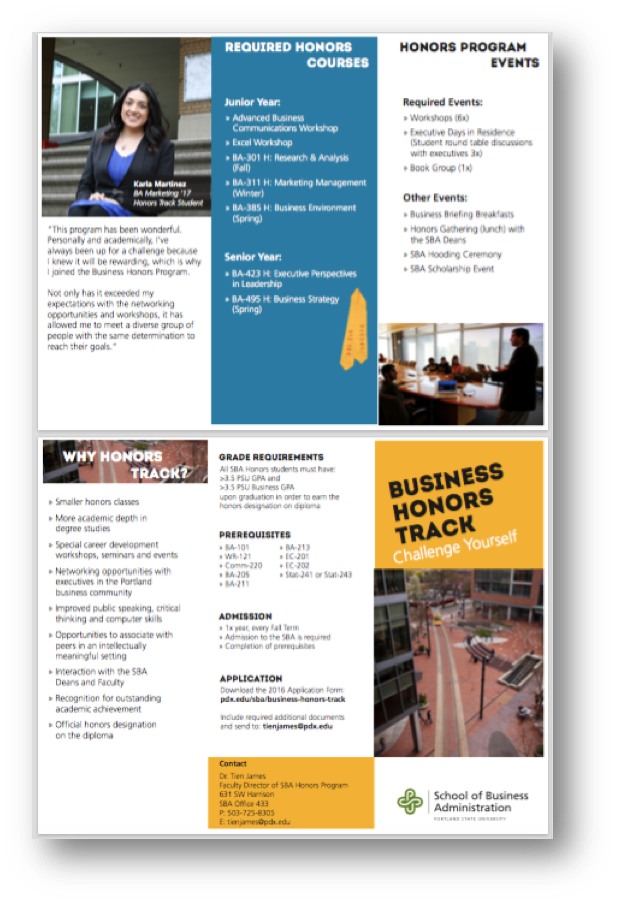 Karla Martinez
BA Marketing '17
Honors Track Student
"This program has been wonderful.
Personally and academically, I've
always been up for a challenge because
I knew it will be rewarding, which is why
I joined the Business Honors Program.
Not only has it exceeded my
expectations with the networking
opportunities and workshops, it has
allowed me to meet a diverse group of
people with the same determination to
reach their goals."
REQUIRED HONORS
COURSES
Junior Year:
» Advanced Business
Communications Workshop
» Excel Workshop
» BA-301 H: Research & Analysis
(Fall)
» BA-311 H: Marketing Management
(Winter)
» BA-385 H: Business Environment
(Spring)
Senior Year:
» BA-423 H: Executive Perspectives
in Leadership
» BA-495 H: Business Strategy
(Spring)
HONORS PROGRAM
EVENTS
Required Events:
» Workshops (6x)
» Executive Days in Residence
(Student round table discussions
with executives 3x)
» Book Group (1x)
Other Events:
» Business Briefing Breakfasts
» Honors Gathering (lunch) with
the SBA Deans
» SBA Hooding Ceremony
» SBA Scholarship Event
WHY HONORS
TRACK?
» Smaller honors classes
» More academic depth in
degree studies
» Special career development
workshops, seminars and events
» Networking opportunities with
executives in the Portland
business community
» Improved public speaking, critical
thinking and computer skills
» Opportunities to associate with
peers in an intellectually
meaningful setting
» Interaction with the SBA
Deans and Faculty
» Recognition for outstanding
academic achievement
» Official honors designation
on the diploma
GRADE REQUIREMENTS
All SBA Honors students must have:
>3.5 PSU GPA and
>3.5 PSU Business GPA
upon graduation in order to earn the
honors designation on diploma
PREREQUISITES
» BA-101
» WR-121
» Comm-220
» BA-205
» BA-211
» BA-213
» EC-201
» EC-202
» Stat-241 or Stat-243
ADMISSION
» 1x year, every Fall Term
» Admission to the SBA is required
» Completion of prerequisites
APPLICATION
Download the 2016 Application Form:
pdx.edu/sba/business-honors-track
Include required additional documents
and send to: tienjames@pdx.edu
Contact
Dr. Tien James
Faculty Director of SBA Honors Program
631 SW Harrison
SBA Office 433
P: 503-725-8305
E: tienjames@pdx.edu
BUSINESS
HONORS
TRACK
Challenge Yourself
School of Business
Administration
PORTLAND STATE UNIVERSITY